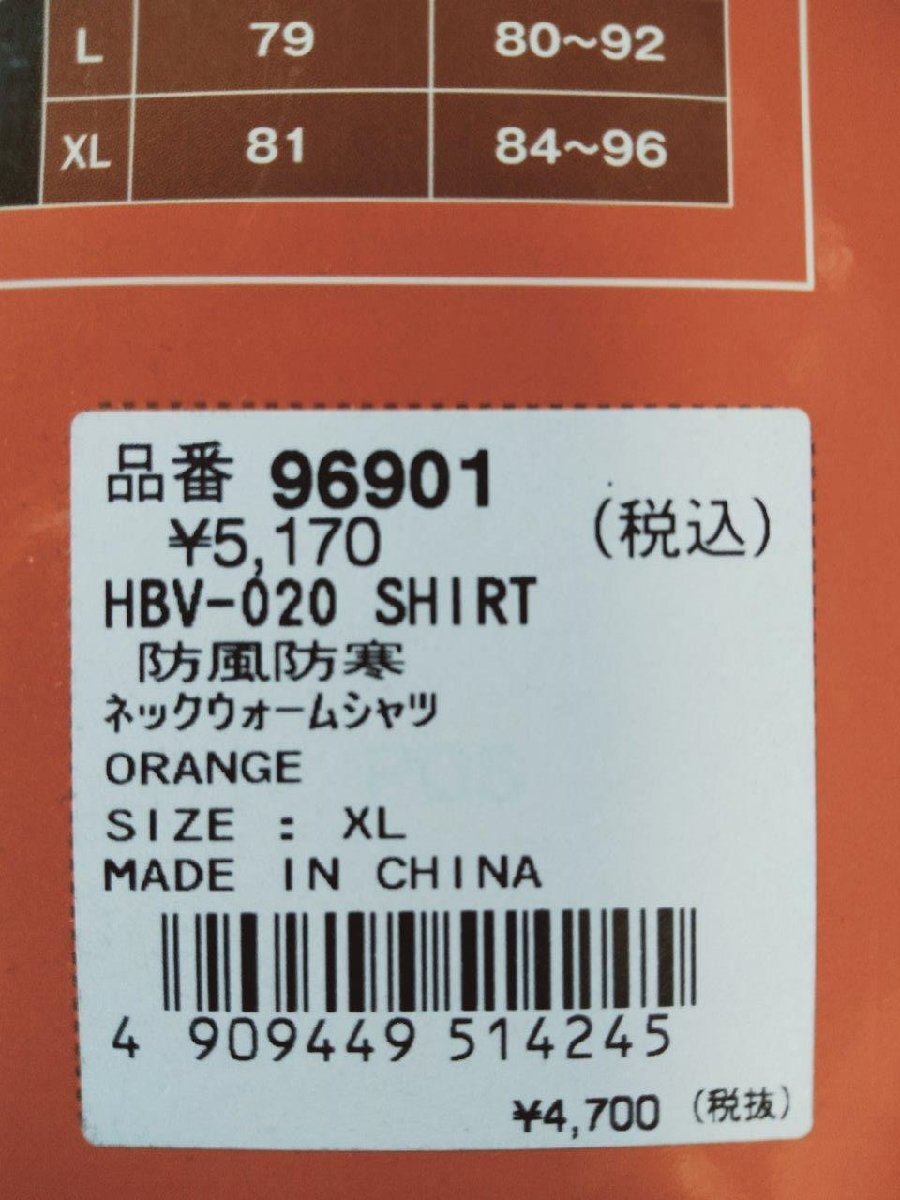 L 79 80~92
XL 81 84~96
品番 96901
¥5,170 (税込)
HBV-020 SHIRT
防風防寒
ネックウォームシャツ
ORANGE
SIZE : XL
MADE IN CHINA
4 909449 514245
¥4,700 (税抜)